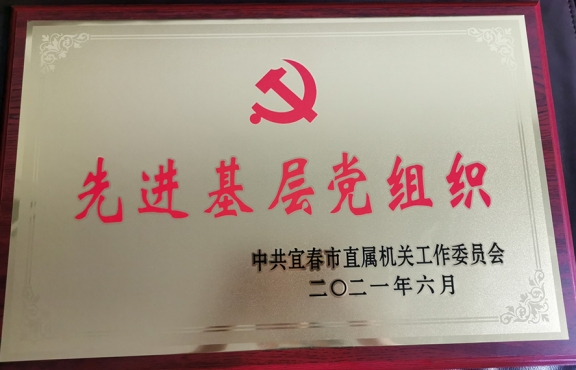 先进基层党组织
中共宜春市直属机关工作委员会
二〇二一年六月